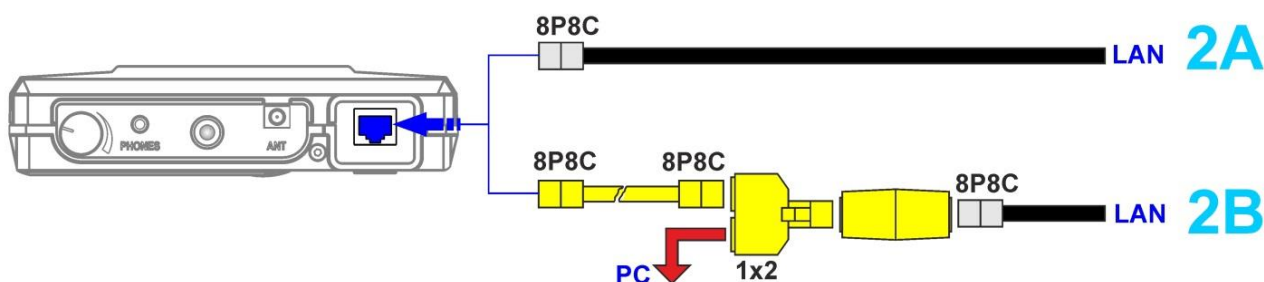 8P8C
LAN
2A
PHONES
ANT
8P8C
8P8C
8P8C
LAN
2B
PC
1x2